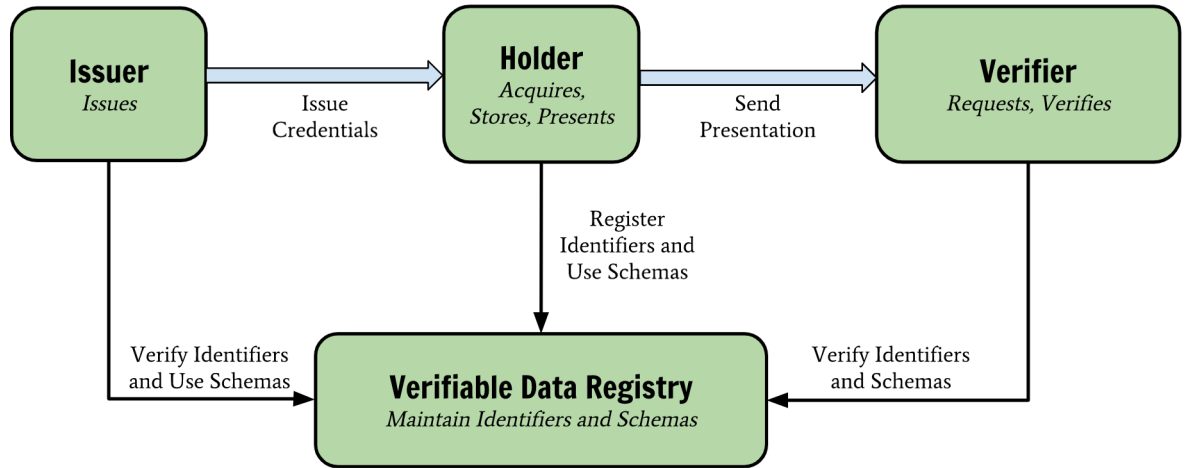 Issuer
Issues
Issue
Credentials
Holder
Acquires,
Stores, Presents
Send
Presentation
Verifier
Requests, Verifies
Register
Identifiers and
Use Schemas
Verify Identifiers
and Use Schemas
Verifiable Data Registry
Maintain Identifiers and Schemas
Verify Identifiers
and Schemas